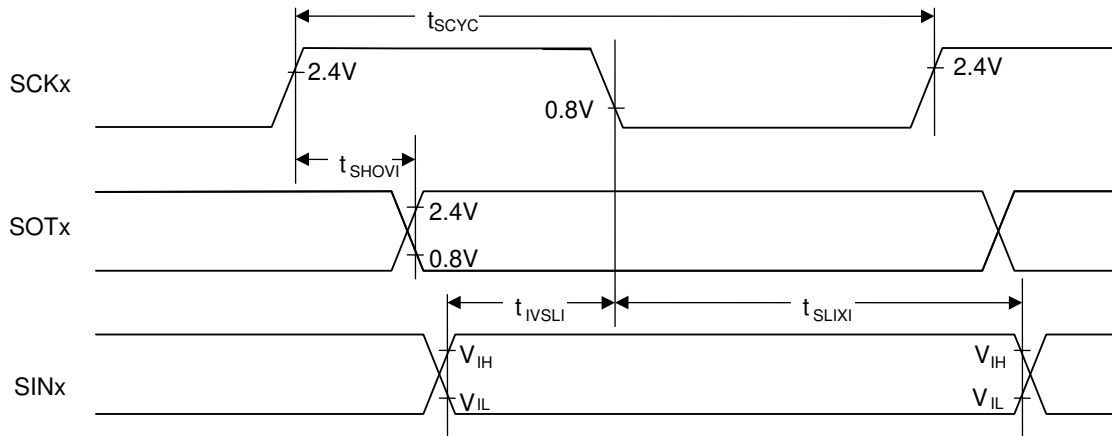 tSCYC
SCKx
2.4V
0.8V
2.4V
tSHOVI
SOTx
2.4V
0.8V
tIVSLI
tSLIXI
SINx
VIH
VIH
VIL
VIL